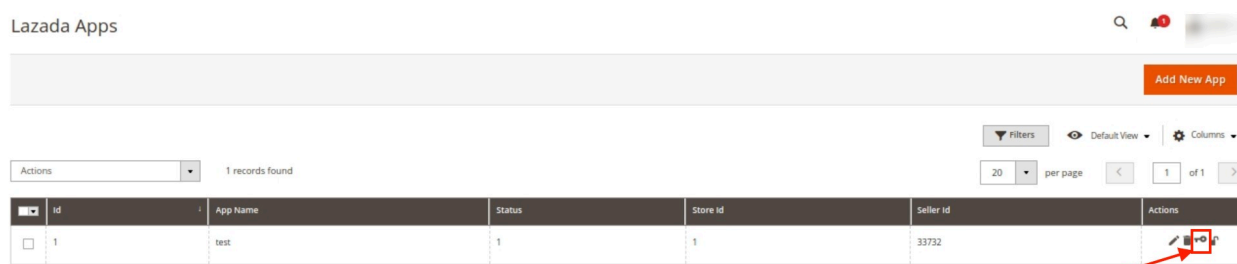 Lazada Apps
1
Add New App
Filters
Default View
Columns
Actions
1 records found
20
per page
1
of 1
Id
App Name
Status
Store Id
Seller Id
Actions
1
test
1
1
33732